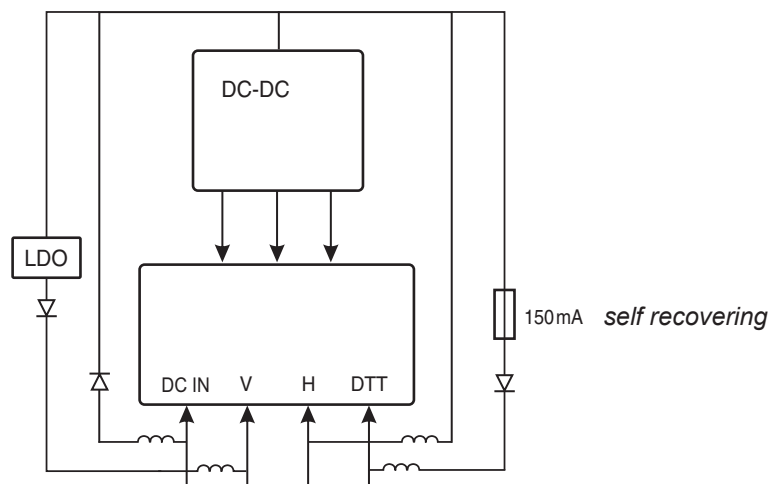 DC-DC
LDO
150mA self recovering
DC IN V H DTT